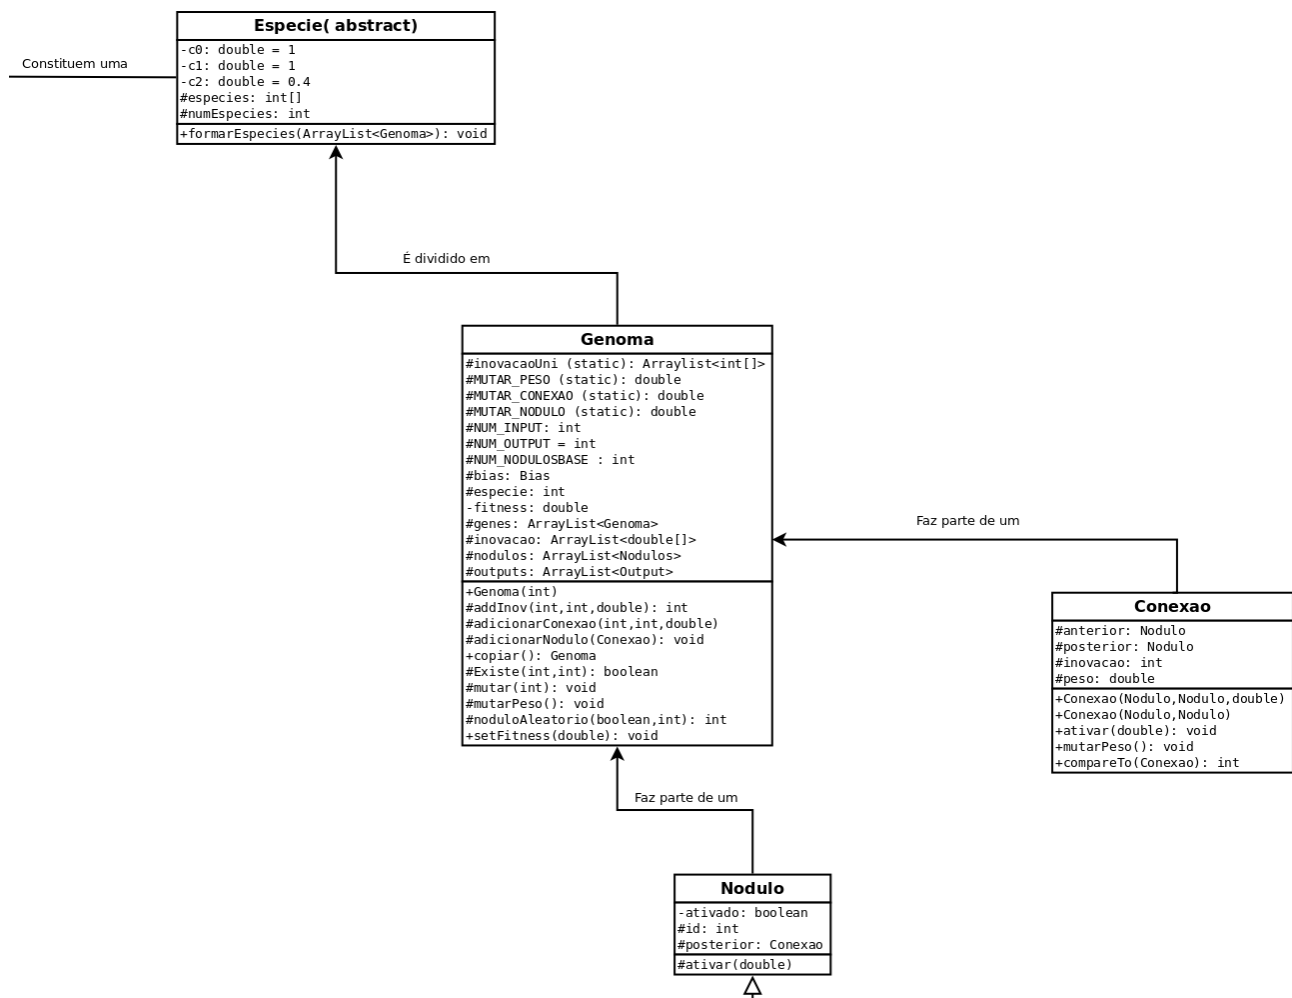 Especie( abstract)
-c0: double = 1
-c1: double = 1
-c2: double = 0.4
#especies: int[]
#numEspecies: int
+formarEspecies(ArrayList<Genoma>): void
Constituem uma
É dividido em
Genoma
#inovacaoUni (static): Arraylist<int[]>
#MUTAR_PESO (static): double
#MUTAR_CONEXAO (static): double
#MUTAR_NODULO (static): double
#NUM_INPUT: int
#NUM_OUTPUT = int
#NUM_NODULOSBASE : int
#bias: Bias
#especie: int
-fitness: double
#genes: ArrayList<Genoma>
#inovacao: ArrayList<double[]>
#nodulos: ArrayList<Nodulos>
#outputs: ArrayList<Output>
+Genoma(int)
#addInov(int,int,double): int
#adicionarConexao(int,int,double)
#adicionarNodulo(Conexao): void
+copiar(): Genoma
#Existe(int,int): boolean
#mutar(int): void
#mutarPeso(): void
#noduloAleatorio(boolean,int): int
+setFitness(double): void
Faz parte de um
Conexao
#anterior: Nodulo
#posterior: Nodulo
#inovacao: int
#peso: double
+Conexao(Nodulo,Nodulo,double)
+Conexao(Nodulo,Nodulo)
+ativar(double): void
+mutarPeso(): void
+compareTo(Conexao): int
Faz parte de um
Nodulo
-ativado: boolean
#id: int
#posterior: Conexao
#ativar(double)